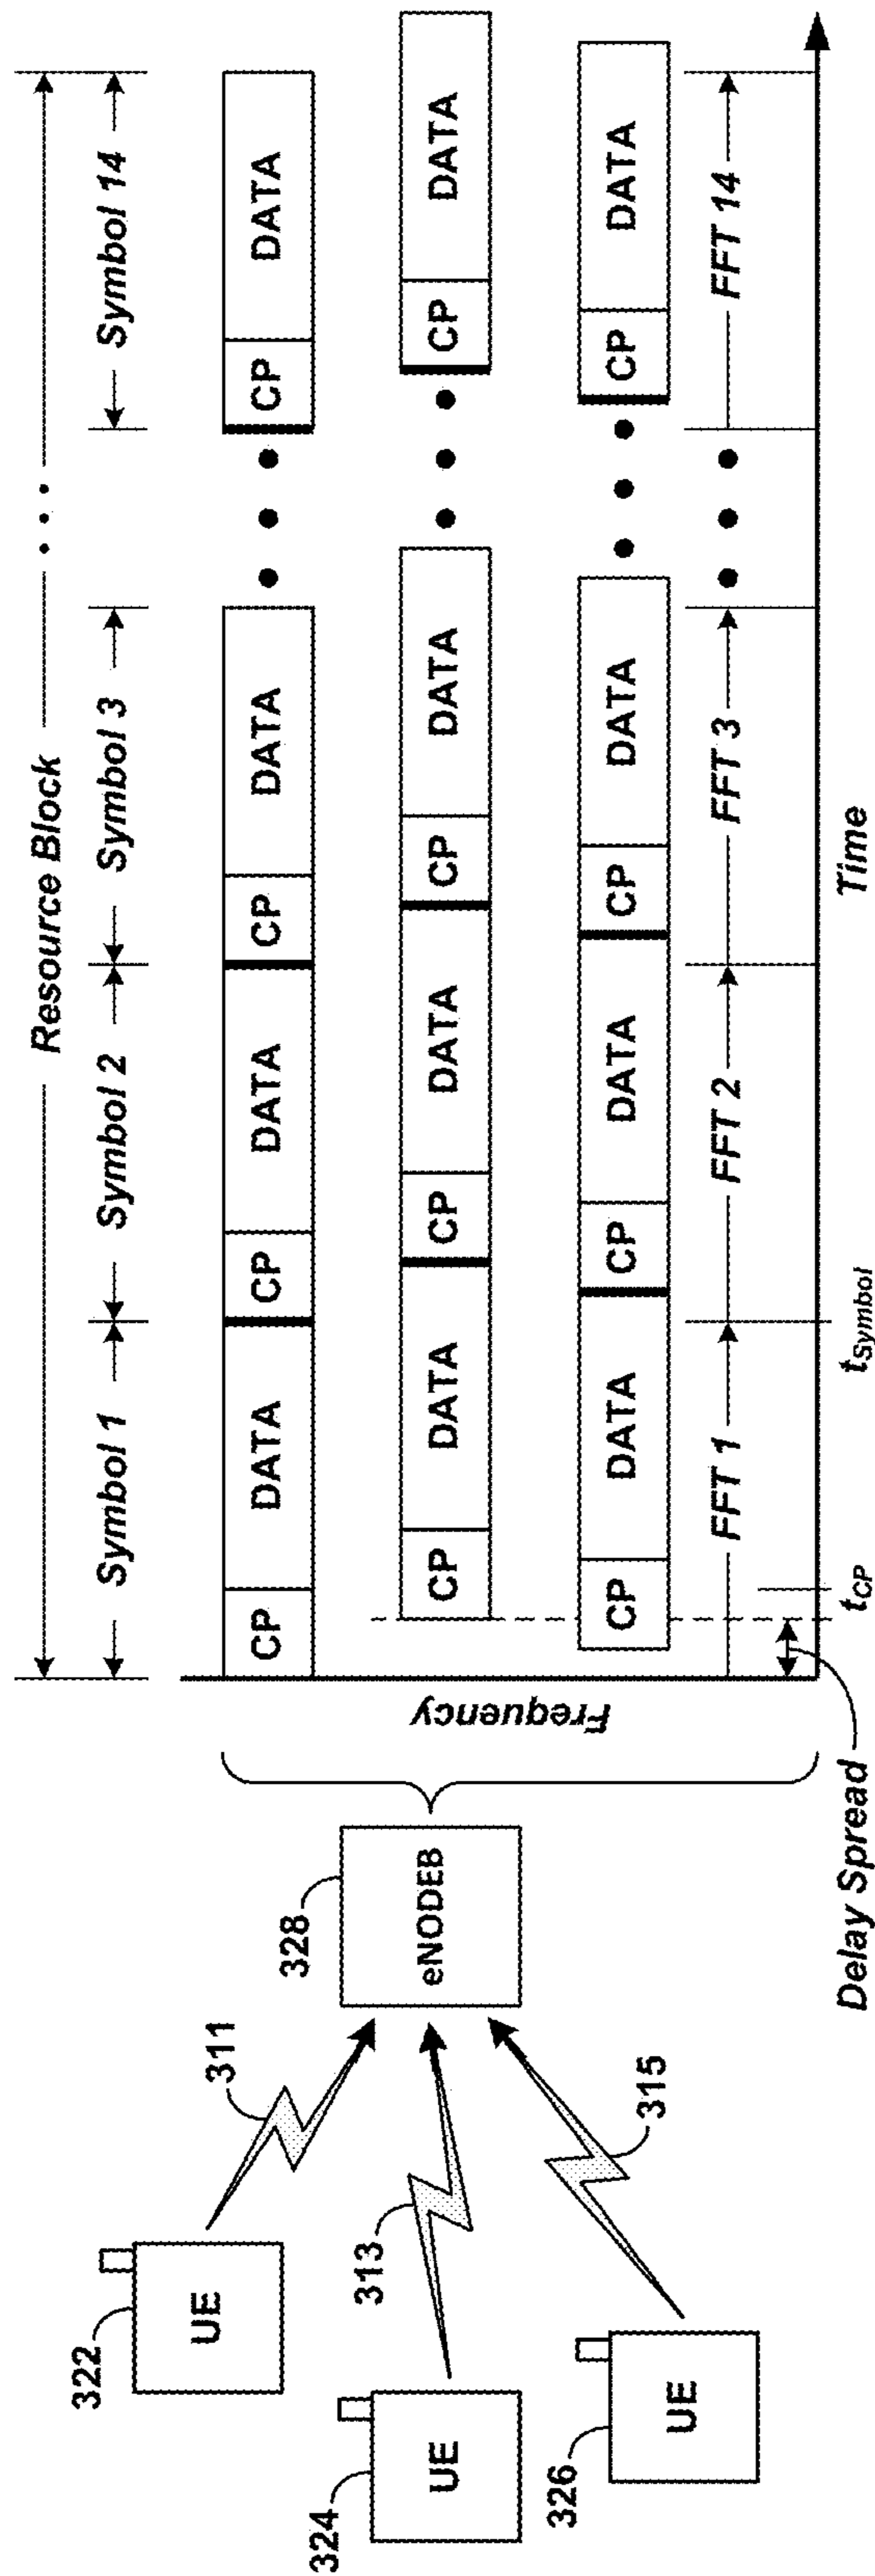 Resource Block
Symbol 1 Symbol 2 Symbol 3 Symbol 14
CP DATA CP DATA CP DATA CP DATA
CP DATA CP DATA CP DATA CP DATA
CP DATA CP DATA CP DATA CP DATA
FFT 1 FFT 2 FFT 3 FFT 14
Frequency
Delay Spread
tCP
tSymbol
Time
322
UE
324
UE
326
UE
311
313
315
328
eNODEB